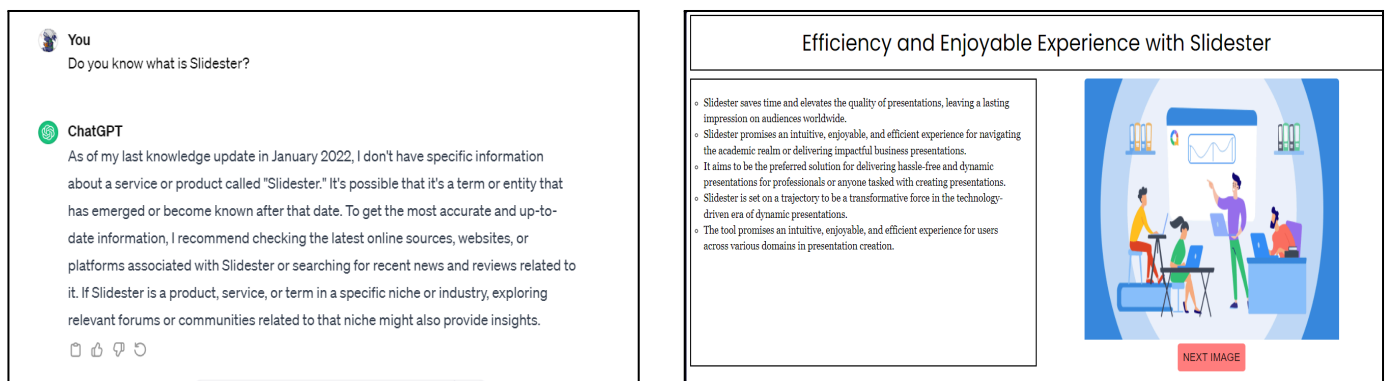 You
Do you know what is Slidester?
ChatGPT
As of my last knowledge update in January 2022, I don't have specific information
about a service or product called "Slidester." It's possible that it's a term or entity that
has emerged or become known after that date. To get the most accurate and up-to-
date information, I recommend checking the latest online sources, websites, or
platforms associated with Slidester or searching for recent news and reviews related to
it. If Slidester is a product, service, or term in a specific niche or industry, exploring
relevant forums or communities related to that niche might also provide insights.
Efficiency and Enjoyable Experience with Slidester
Slidester saves time and elevates the quality of presentations, leaving a lasting
impression on audiences worldwide.
Slidester promises an intuitive, enjoyable, and efficient experience for navigating
the academic realm or delivering impactful business presentations.
It aims to be the preferred solution for delivering hassle-free and dynamic
presentations for professionals or anyone tasked with creating presentations.
Slidester is set on a trajectory to be a transformative force in the technology-
driven era of dynamic presentations.
The tool promises an intuitive, enjoyable, and efficient experience for users
across various domains in presentation creation.
NEXT IMAGE